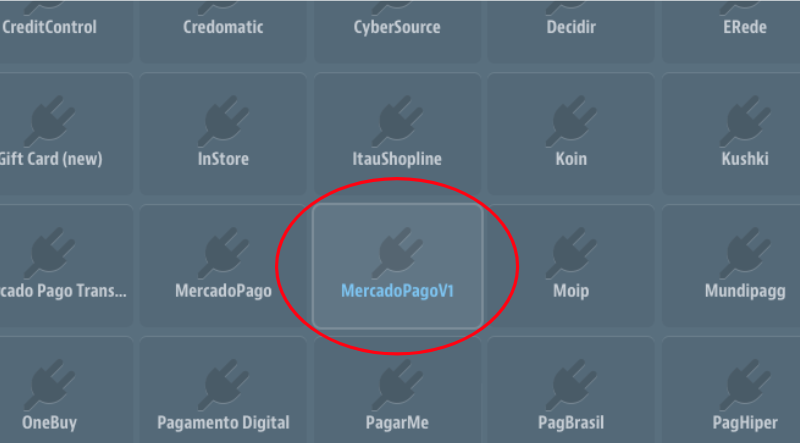 CreditControl
Credomatic
CyberSource
Decidir
ERede
Gift Card (new)
InStore
ItauShopline
Koin
Kushki
cado Pago Trans...
MercadoPago
MercadoPagoV1
Moip
Mundipagg
OneBuy
Pagamento Digital
PagarMe
PagBrasil
PagHiper